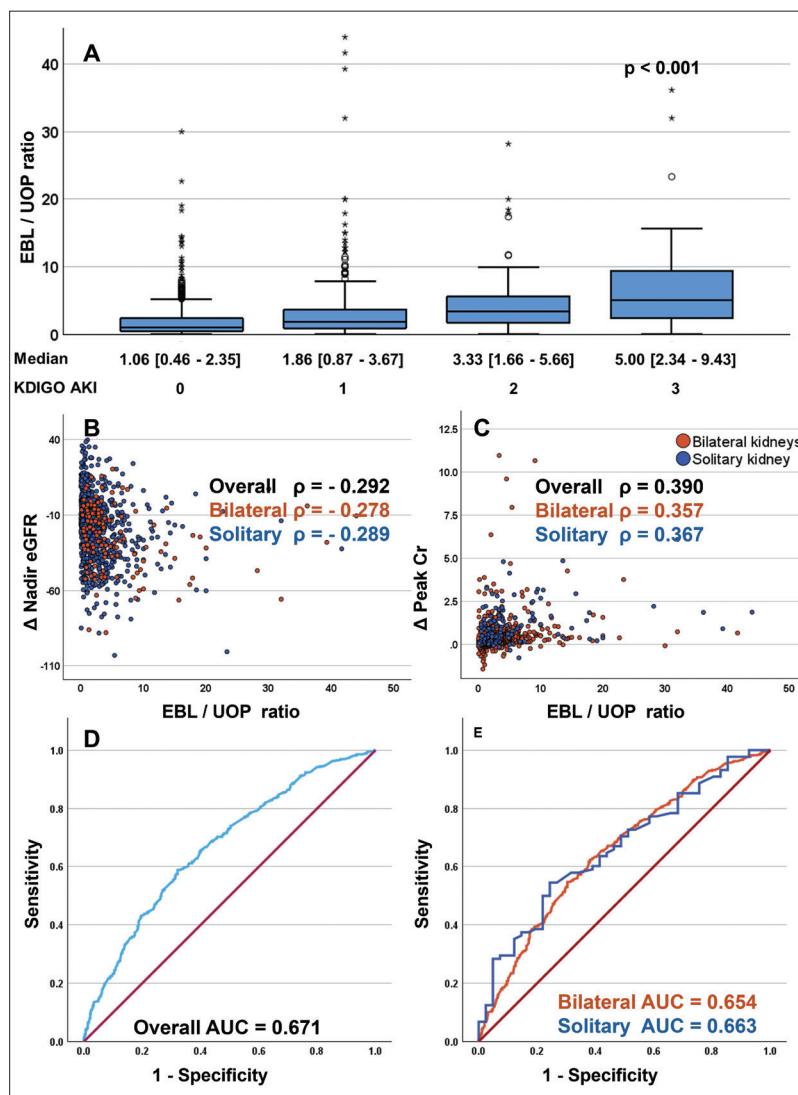 A
p < 0.001
EBL / UOP ratio
40
30
20
10
0
Median 1.06 [0.46 - 2.35] 1.86 [0.87 - 3.67] 3.33 [1.66 - 5.66] 5.00 [2.34 - 9.43]
KDIGO AKI 0 1 2 3
B
Overall ρ = - 0.292
Bilateral ρ = - 0.278
Solitary ρ = - 0.289
Δ Nadir eGFR
40
-10
-60
-110
0 10 20 30 40 50
EBL / UOP ratio
C
Bilateral kidneys
Solitary kidney
Overall ρ = 0.390
Bilateral ρ = 0.357
Solitary ρ = 0.367
Δ Peak Cr
12.5
10.0
7.5
5.0
2.5
.0
0 10 20 30 40 50
EBL / UOP ratio
D
Sensitivity
1.0
0.8
0.6
0.4
0.2
0.0
Overall AUC = 0.671
0.0 0.2 0.4 0.6 0.8 1.0
1 - Specificity
E
Sensitivity
1.0
0.8
0.6
0.4
0.2
0.0
Bilateral AUC = 0.654
Solitary AUC = 0.663
0.0 0.2 0.4 0.6 0.8 1.0
1 - Specificity